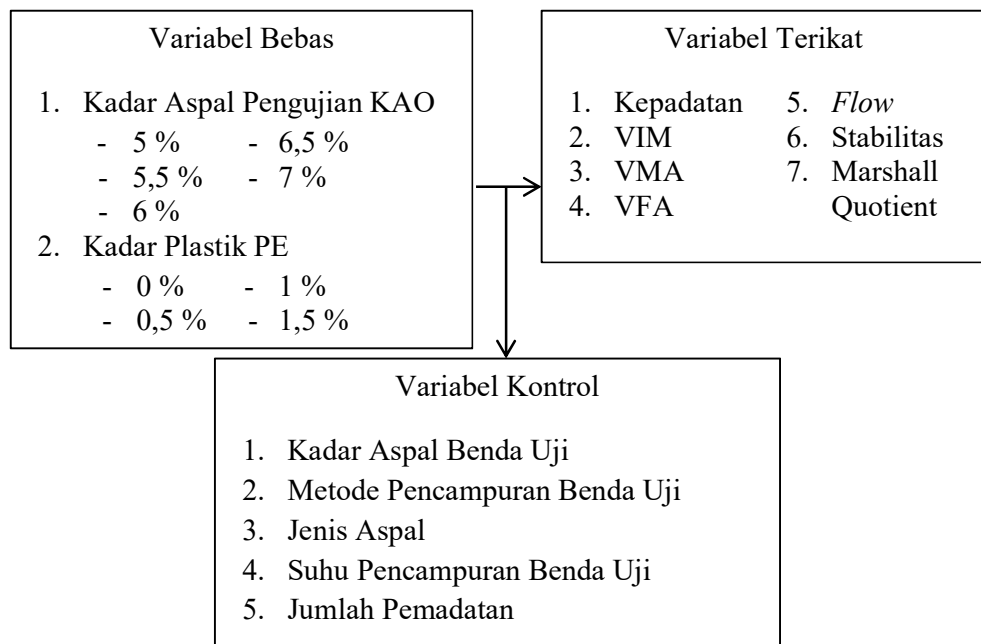 Variabel Bebas
1. Kadar Aspal Pengujian KAO
- 5 % - 6,5 %
- 5,5 % - 7 %
- 6 %
2. Kadar Plastik PE
- 0 % - 1 %
- 0,5 % - 1,5 %
Variabel Terikat
1. Kepadatan 5. Flow
2. VIM 6. Stabilitas
3. VMA 7. Marshall
4. VFA Quotient
Variabel Kontrol
1. Kadar Aspal Benda Uji
2. Metode Pencampuran Benda Uji
3. Jenis Aspal
4. Suhu Pencampuran Benda Uji
5. Jumlah Pemadatan